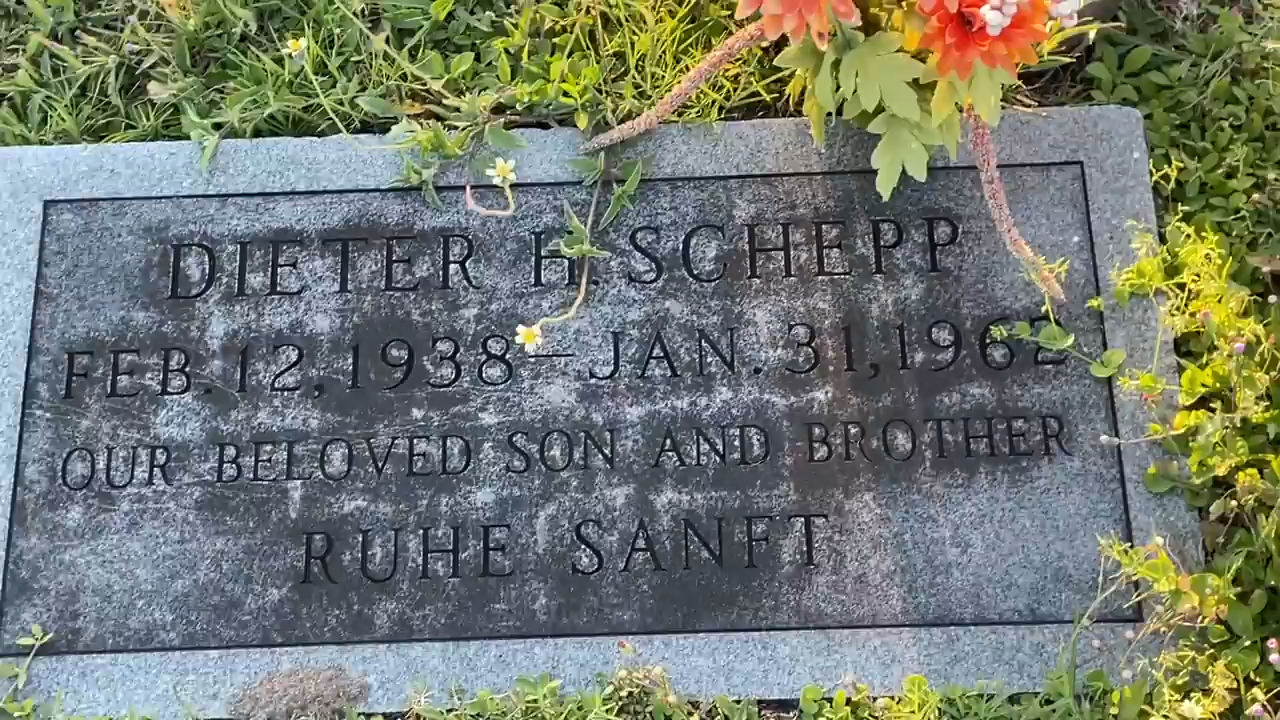 DIETER H. SCHEPP
FEB. 12, 1938 – JAN. 31, 1962
OUR BELOVED SON AND BROTHER
RUHE SANFT